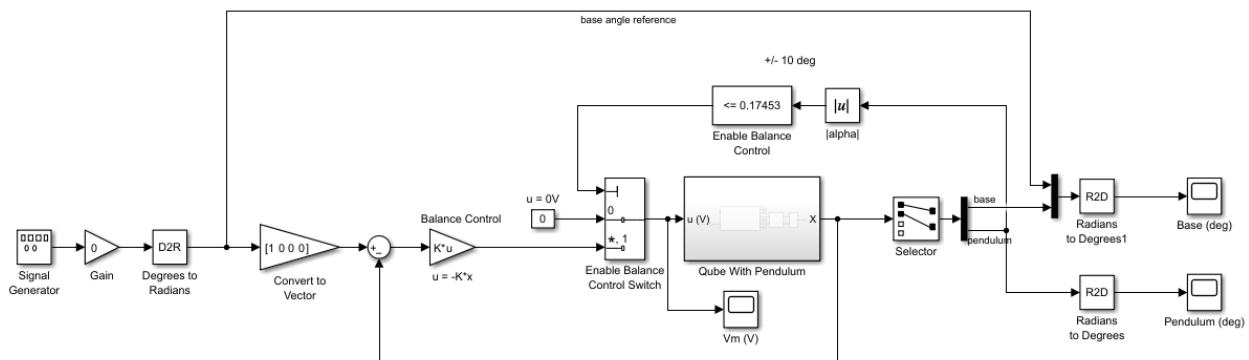 base angle reference
+/- 10 deg
<= 0.17453
|u|
Enable Balance
Control
|alpha|
u = 0V
0
0
*, 1
Balance Control
K*u
u = -K*x
Enable Balance
Control Switch
u (V)
X
Qube With Pendulum
Vm (V)
Selector
base
pendulum
R2D
Radians
to Degrees1
Base (deg)
R2D
Radians
to Degrees
Pendulum (deg)
Signal
Generator
0
Gain
D2R
Degrees to
Radians
[1 0 0 0]
Convert to
Vector
+
−